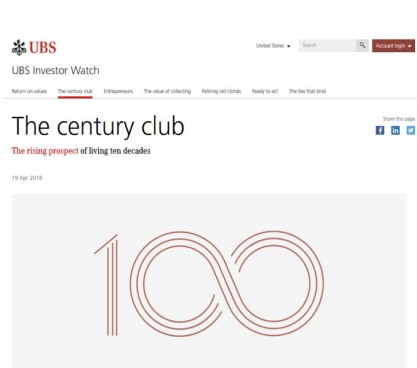 UBS
United States
Search
Account login
UBS Investor Watch
Return on values
The century club
Entrepreneurs
The value of collecting
Retiring old clichés
Ready to act
The ties that bind
The century club
Share this page
The rising prospect of living ten decades
19 Apr 2018
100